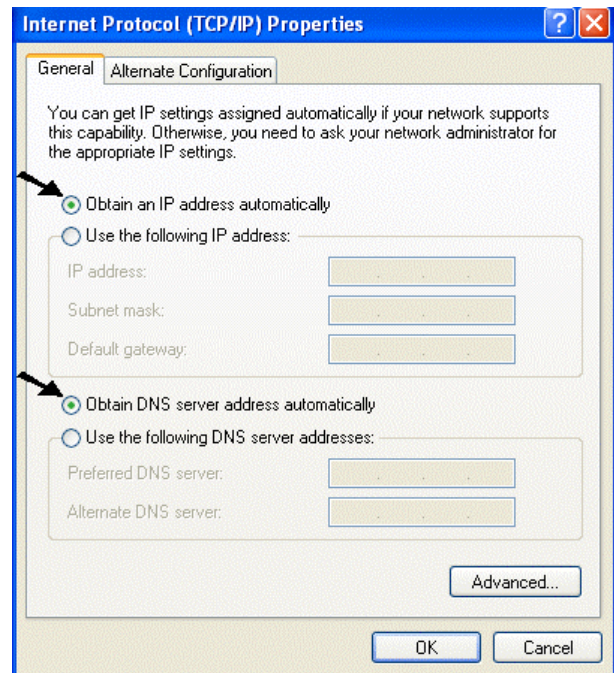 Internet Protocol (TCP/IP) Properties
General
Alternate Configuration
You can get IP settings assigned automatically if your network supports
this capability. Otherwise, you need to ask your network administrator for
the appropriate IP settings.
Obtain an IP address automatically
Use the following IP address:
IP address:
Subnet mask:
Default gateway:
Obtain DNS server address automatically
Use the following DNS server addresses:
Preferred DNS server:
Alternate DNS server:
Advanced...
OK
Cancel